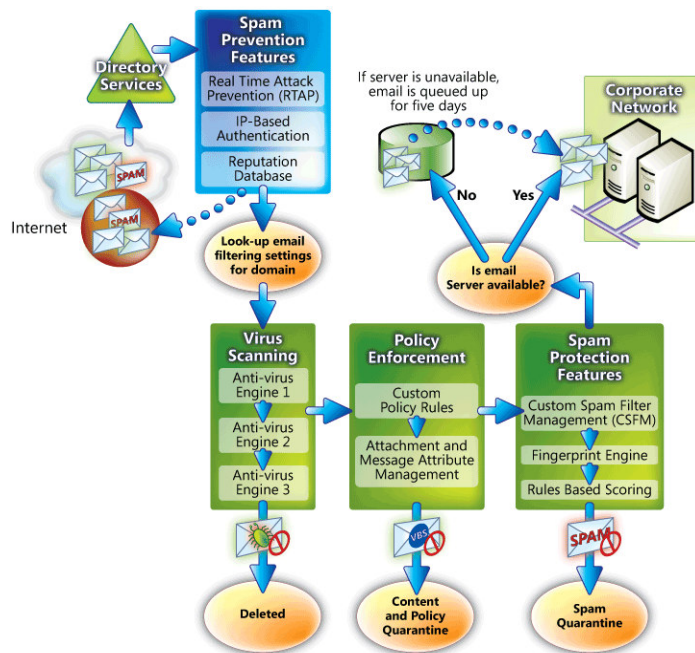 Spam
Prevention
Features
Directory
Services
Real Time Attack
Prevention (RTAP)
IP-Based
Authentication
Reputation
Database
SPAM
SPAM
Internet
If server is unavailable,
email is queued up
for five days
Corporate
Network
No
Yes
Look-up email
filtering settings
for domain
Is email
Server available?
Virus
Scanning
Anti-virus
Engine 1
Anti-virus
Engine 2
Anti-virus
Engine 3
Policy
Enforcement
Custom
Policy Rules
Attachment and
Message Attribute
Management
Spam
Protection
Features
Custom Spam Filter
Management (CSFM)
Fingerprint Engine
Rules Based Scoring
VBS
SPAM
Deleted
Content
and Policy
Quarantine
Spam
Quarantine